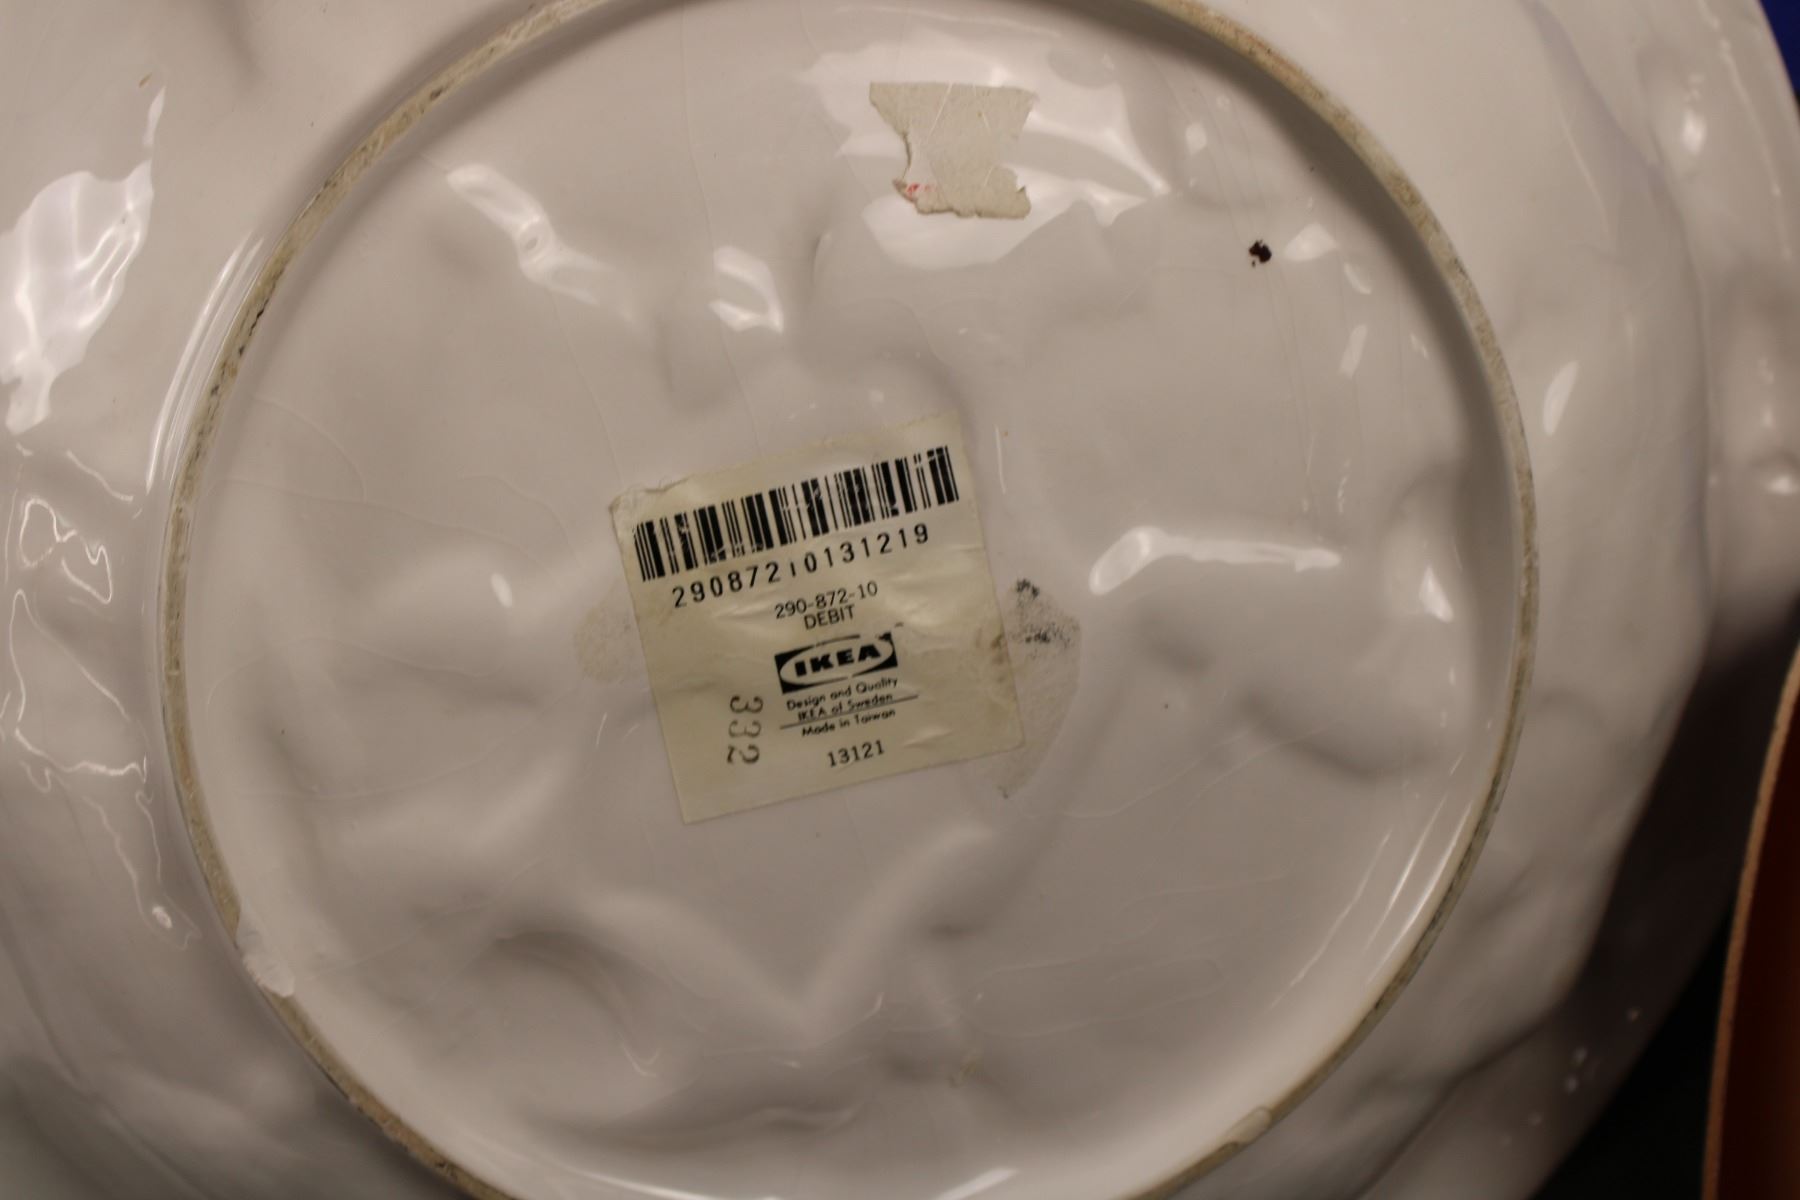 29087210131219
290-872-10
DEBIT
IKEA
Design and Quality
IKEA of Sweden
Made in Taiwan
332
13121